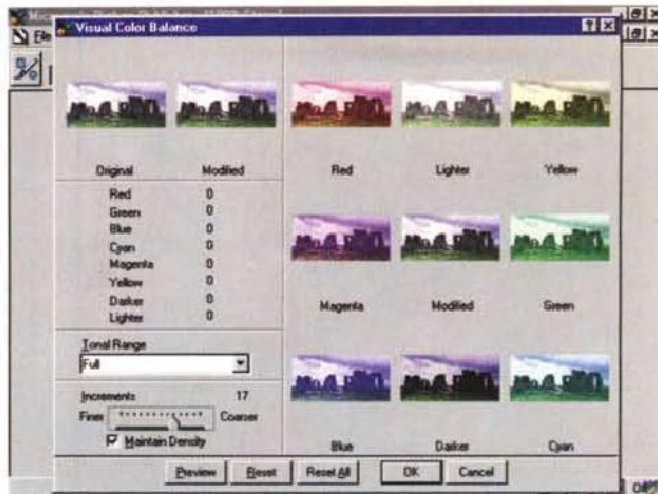 Visual Color Balance
Original Modified
Red 0
Green 0
Blue 0
Cyan 0
Magenta 0
Yellow 0
Darker 0
Lighter 0
Tonal Range
Full
Increments 17
Finer Coarser
Maintain Density
Red Lighter Yellow
Magenta Modified Green
Blue Darker Cyan
Preview Reset Reset All OK Cancel